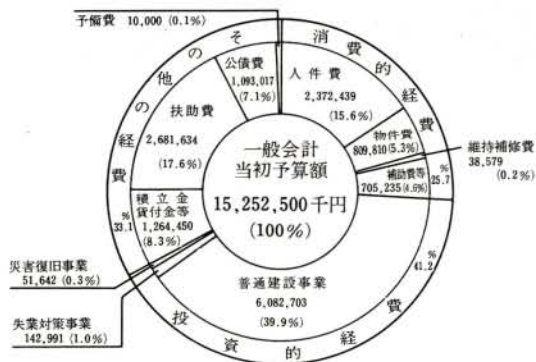 予備費 10,000 (0.1%)
消費的経費
25.7%
人件費
2,372,439
(15.6%)
物件費
809,810(5.3%)
維持補修費
38,579
(0.2%)
補助費等
705,235(4.6%)
投資的経費
41.2%
普通建設事業
6,082,703
(39.9%)
失業対策事業
142,991 (1.0%)
災害復旧事業
51,642 (0.3%)
その他の経費
33.1%
積立金
貸付金等
1,264,450
(8.3%)
扶助費
2,681,634
(17.6%)
公債費
1,093,017
(7.1%)
一般会計
当初予算額
15,252,500千円
(100%)